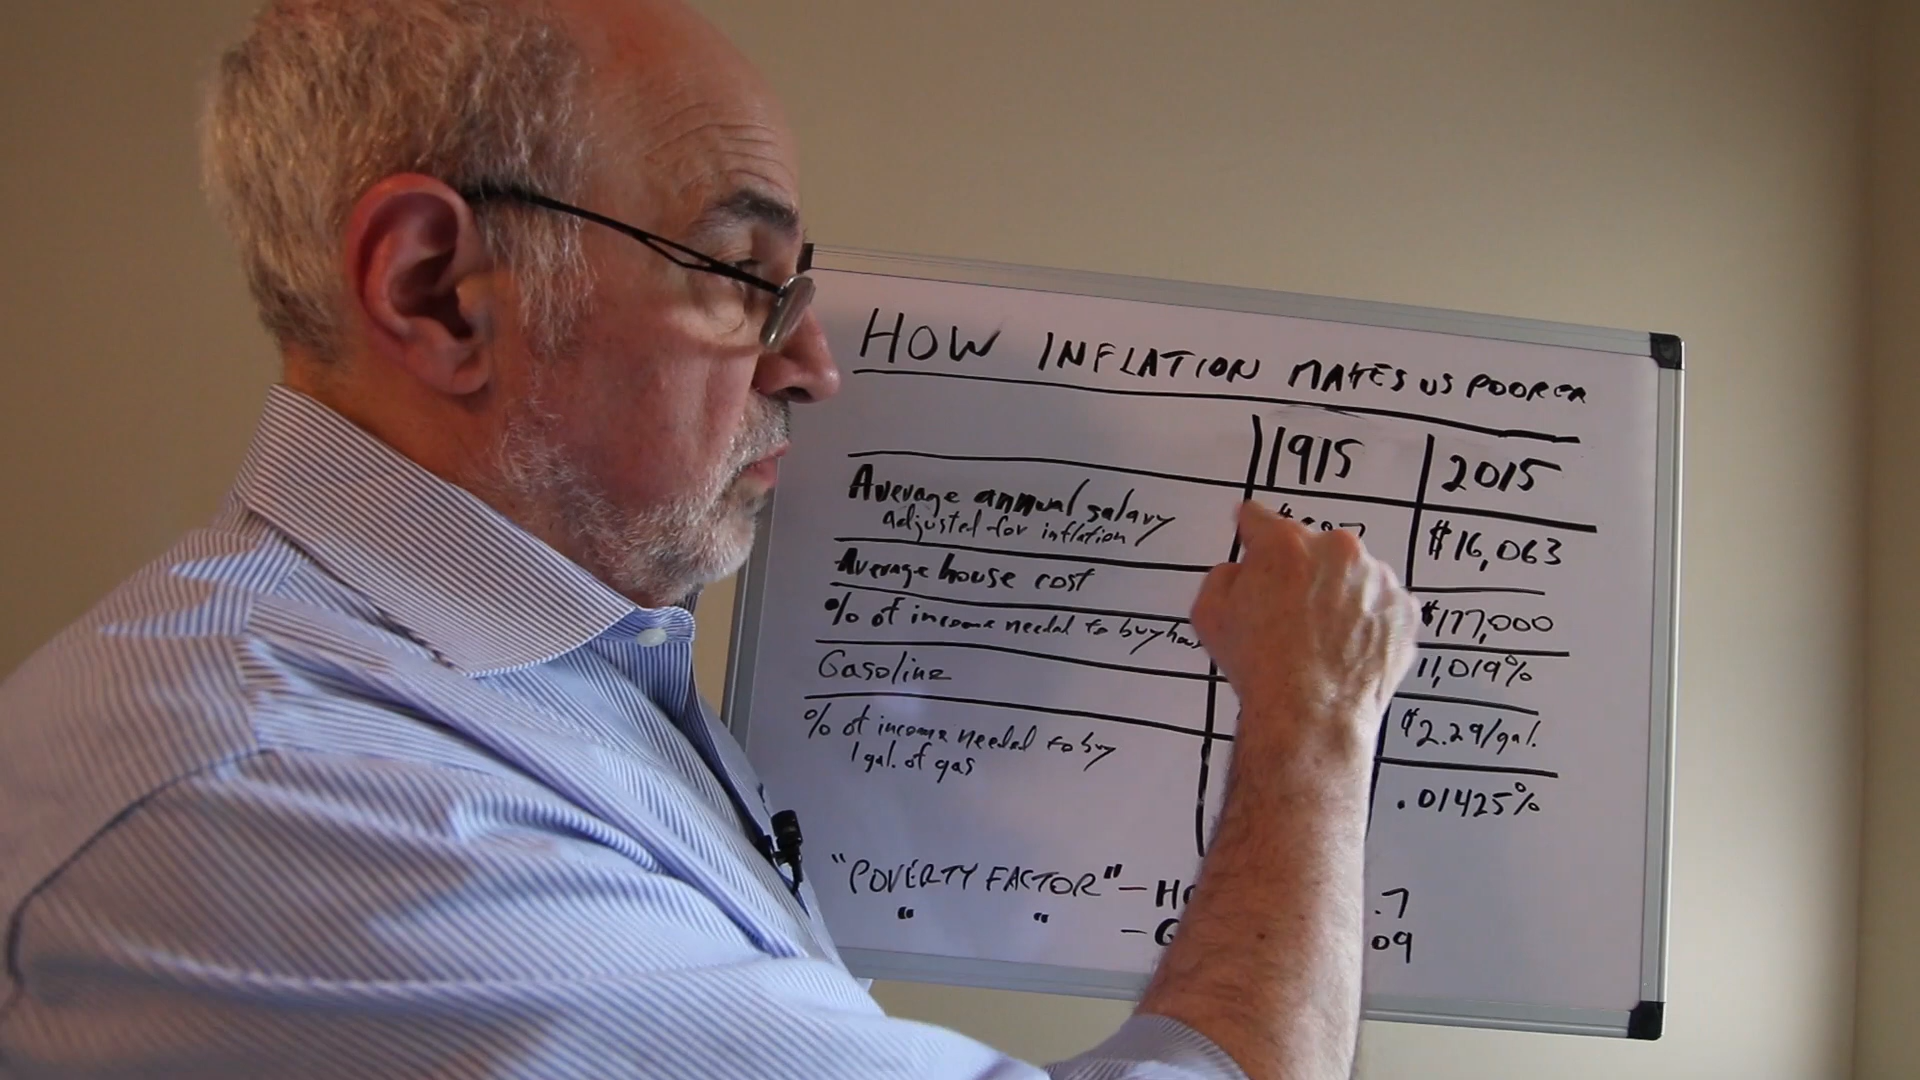 HOW INFLATION MAKES US POORER
1915 2015
Average annual salary
adjusted for inflation
$16,063
Average house cost
$177,000
% of income needed to buy
11,019%
Gasoline
$2.29/gal.
% of income needed to buy
1 gal. of gas
.01425%
"POVERTY FACTOR" - .7
" " - 09